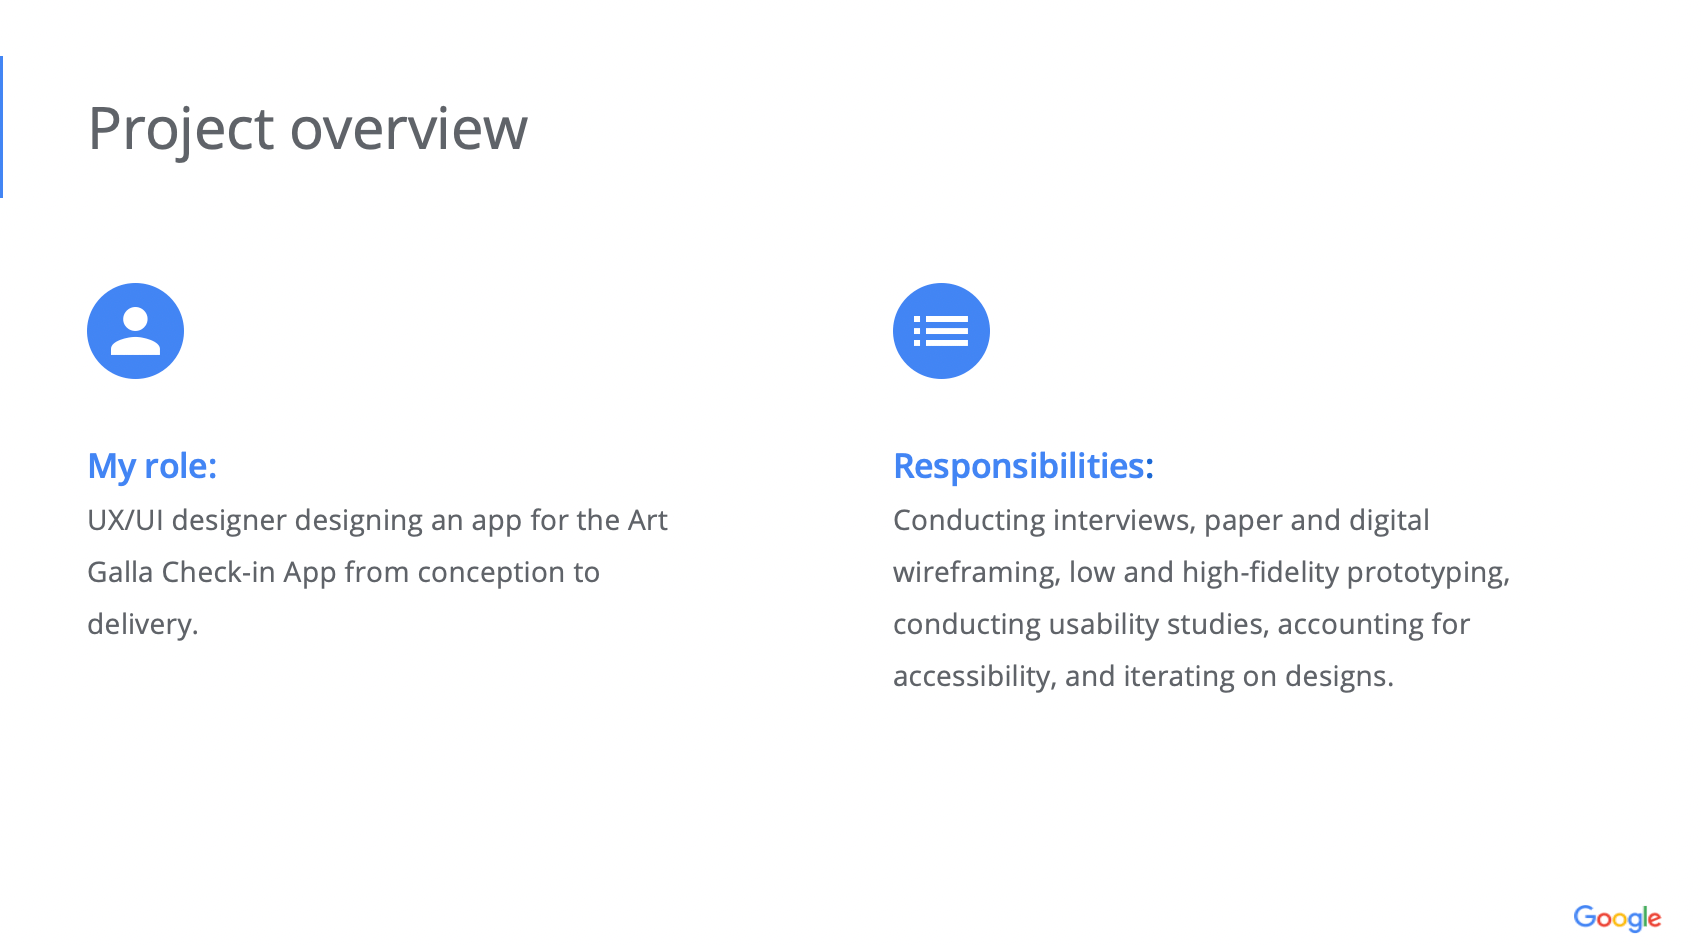 Project overview
My role:
UX/UI designer designing an app for the Art
Galla Check-in App from conception to
delivery.
Responsibilities:
Conducting interviews, paper and digital
wireframing, low and high-fidelity prototyping,
conducting usability studies, accounting for
accessibility, and iterating on designs.
Google